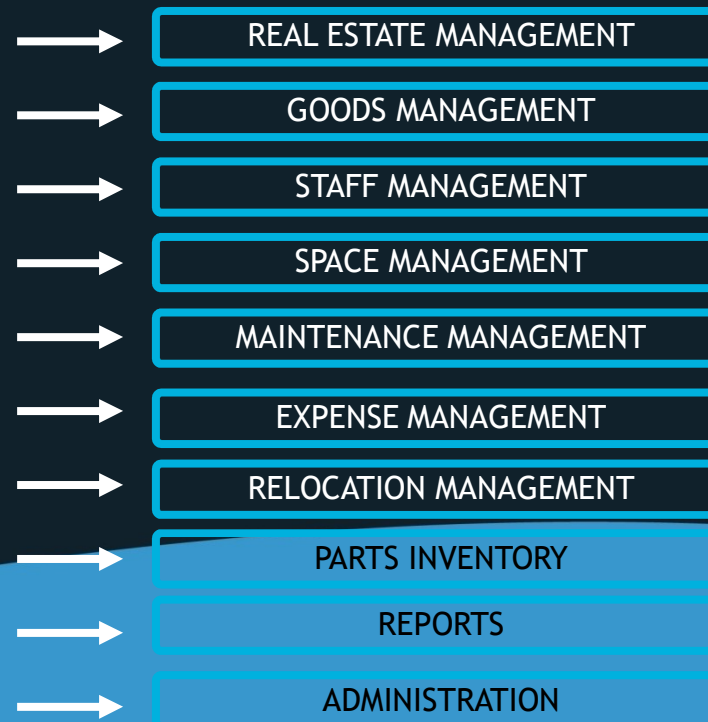 REAL ESTATE MANAGEMENT
GOODS MANAGEMENT
STAFF MANAGEMENT
SPACE MANAGEMENT
MAINTENANCE MANAGEMENT
EXPENSE MANAGEMENT
RELOCATION MANAGEMENT
PARTS INVENTORY
REPORTS
ADMINISTRATION